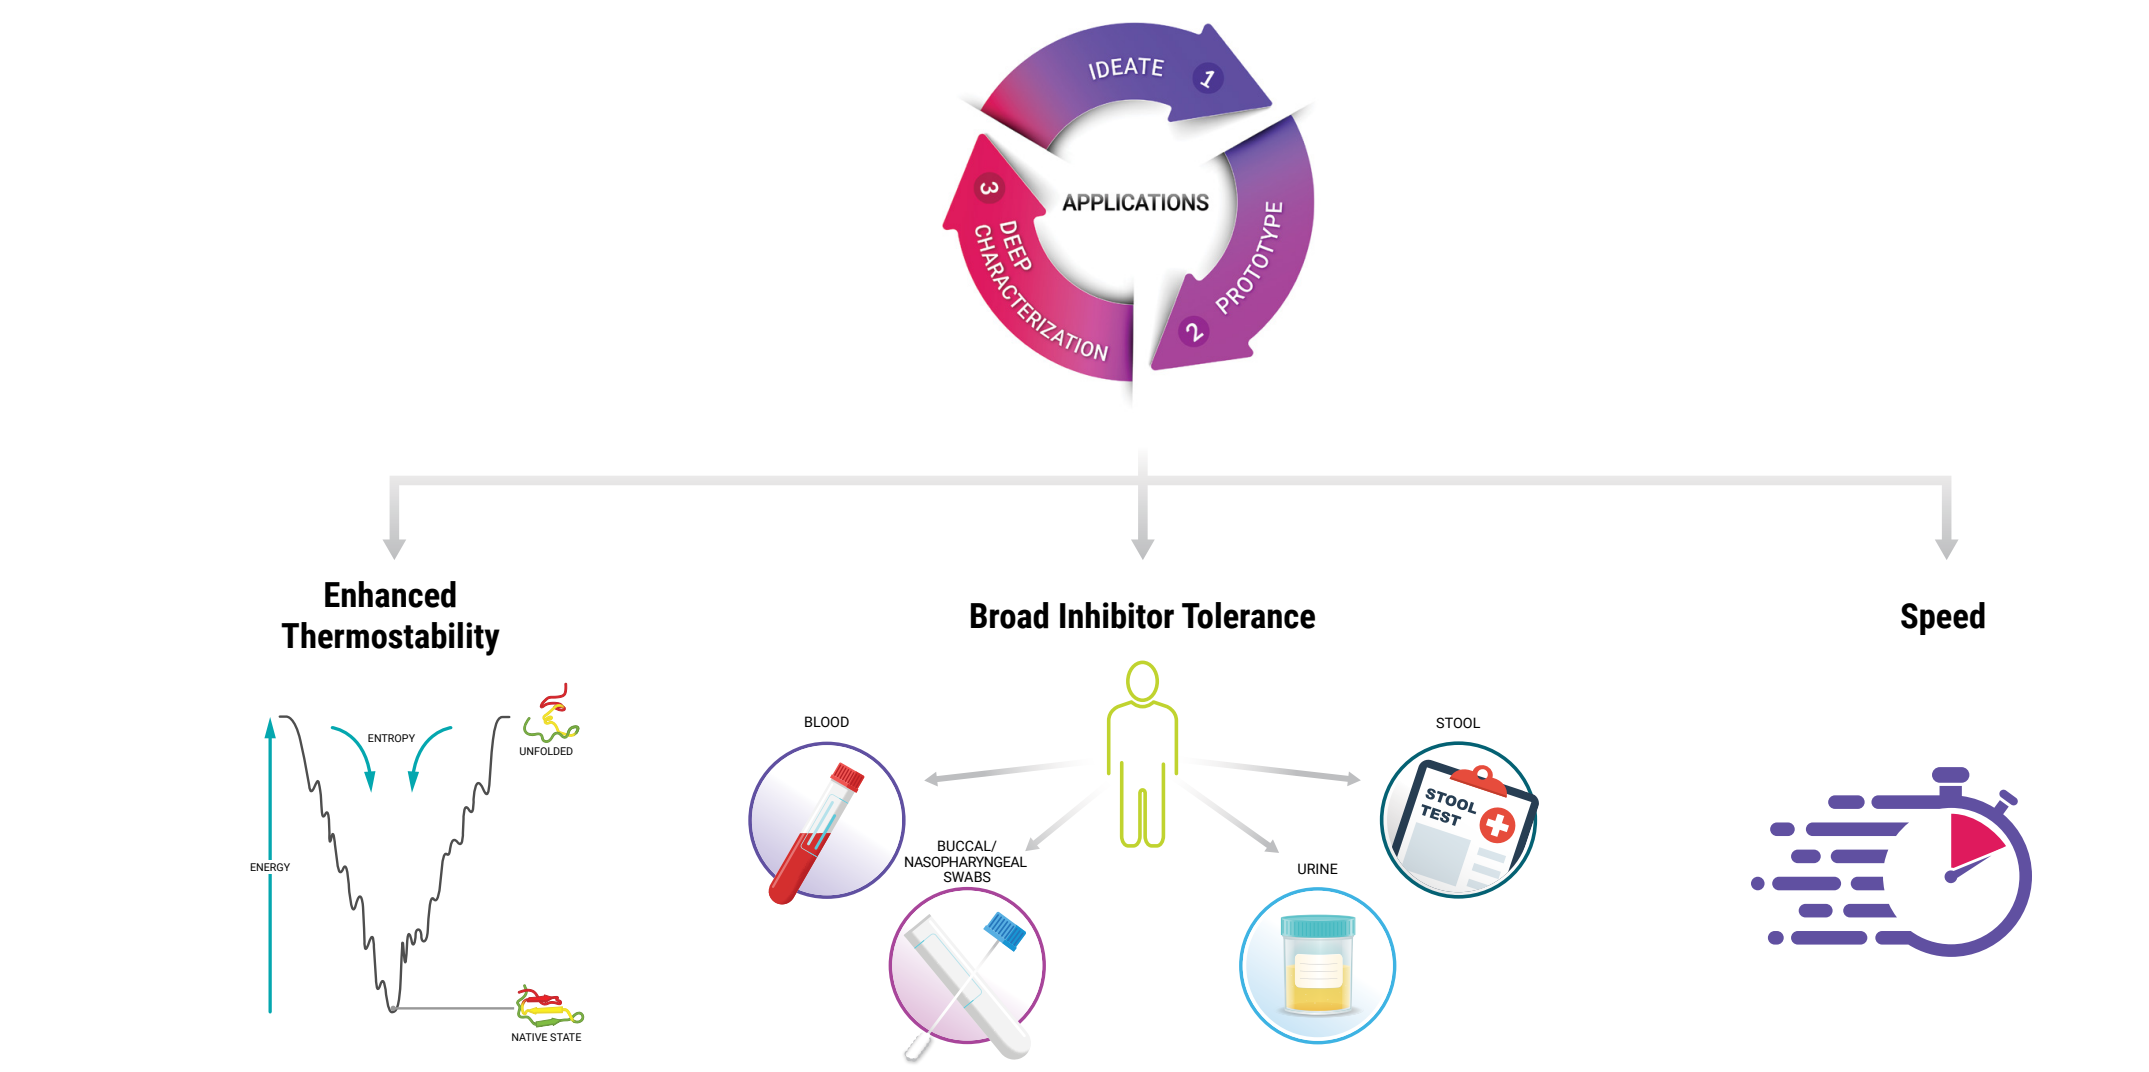 IDEATE
1
PROTOTYPE
2
3
DEEP
CHARACTERIZATION
APPLICATIONS
Enhanced
Thermostability
ENERGY
ENTROPY
UNFOLDED
NATIVE STATE
Broad Inhibitor Tolerance
BLOOD
BUCCAL/
NASOPHARYNGEAL
SWABS
URINE
STOOL
STOOL
TEST
Speed